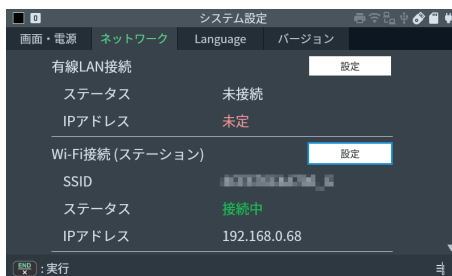 0 システム設定
画面・電源 ネットワーク Language バージョン
有線LAN接続 設定
ステータス 未接続
IPアドレス 未定
Wi-Fi接続 (ステーション) 設定
SSID
ステータス 接続中
IPアドレス 192.168.0.68
END × : 実行